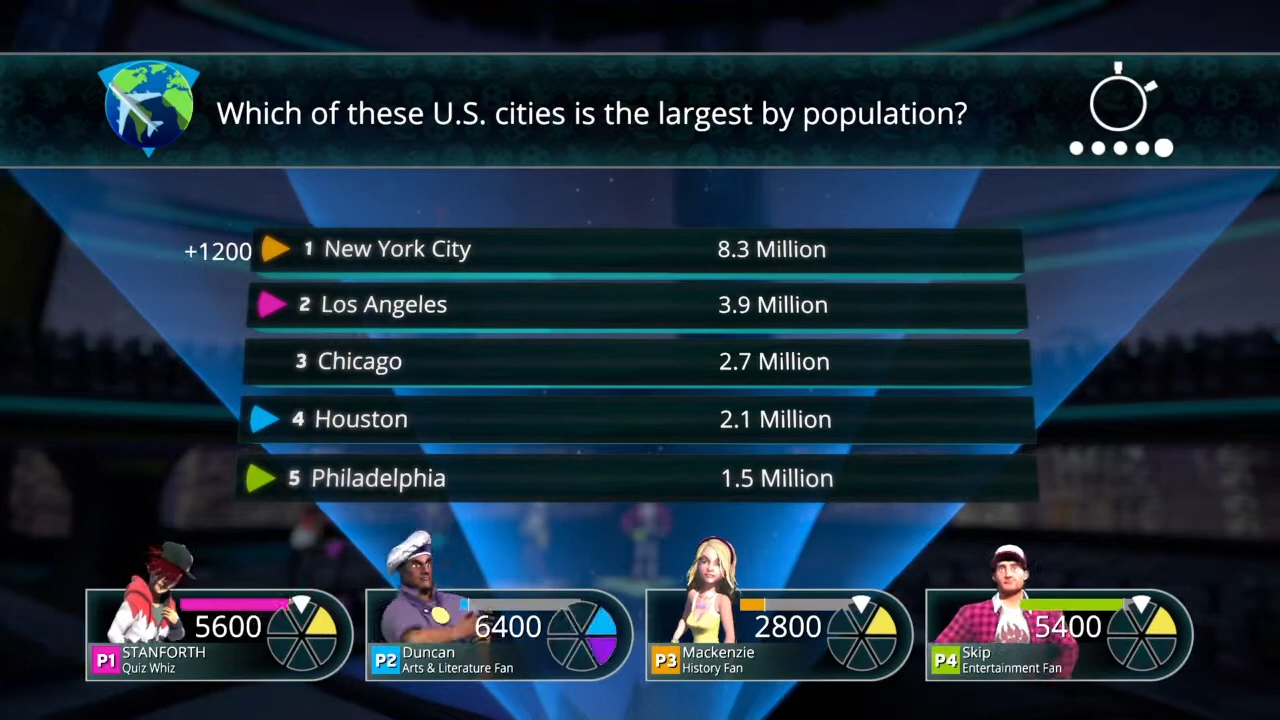 Which of these U.S. cities is the largest by population?
+1200 1 New York City 8.3 Million
2 Los Angeles 3.9 Million
3 Chicago 2.7 Million
4 Houston 2.1 Million
5 Philadelphia 1.5 Million
5600
P1 STANFORTH
Quiz Whiz
6400
P2 Duncan
Arts & Literature Fan
2800
P3 Mackenzie
History Fan
5400
P4 Skip
Entertainment Fan